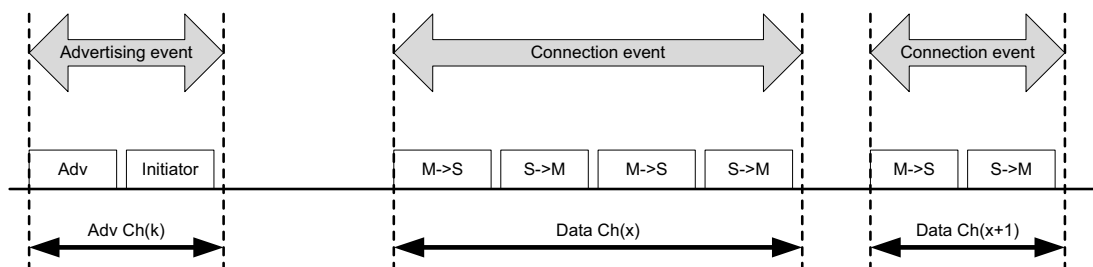 Advertising event
Connection event
Connection event
Adv
Initiator
M->S
S->M
M->S
S->M
M->S
S->M
Adv Ch(k)
Data Ch(x)
Data Ch(x+1)